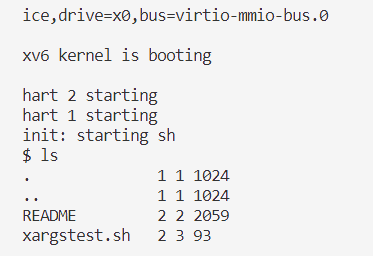 ice,drive=x0,bus=virtio-mmio-bus.0
xv6 kernel is booting
hart 2 starting
hart 1 starting
init: starting sh
$ ls
. 1 1 1024
.. 1 1 1024
README 2 2 2059
xargstest.sh 2 3 93